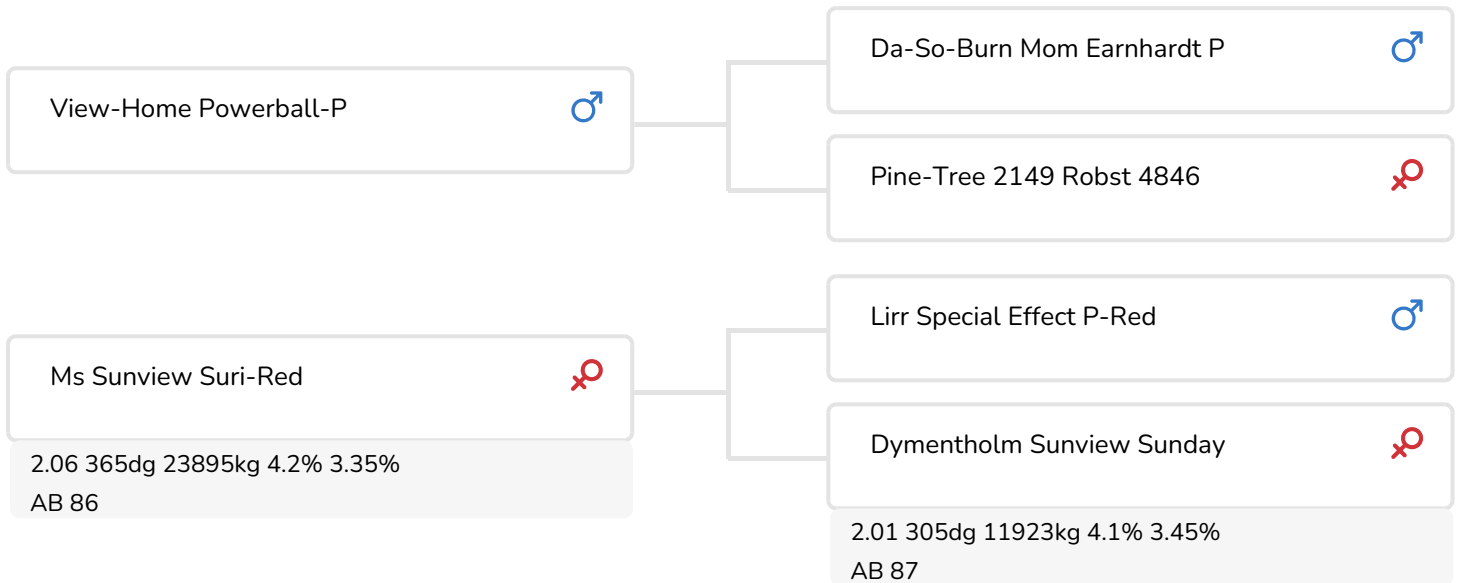 View-Home Powerball-P
Da-So-Burn Mom Earnhardt P
Pine-Tree 2149 Robst 4846
Ms Sunview Suri-Red
2.06 365dg 23895kg 4.2% 3.35%
AB 86
Lirr Special Effect P-Red
Dymentholm Sunview Sunday
2.01 305dg 11923kg 4.1% 3.45%
AB 87